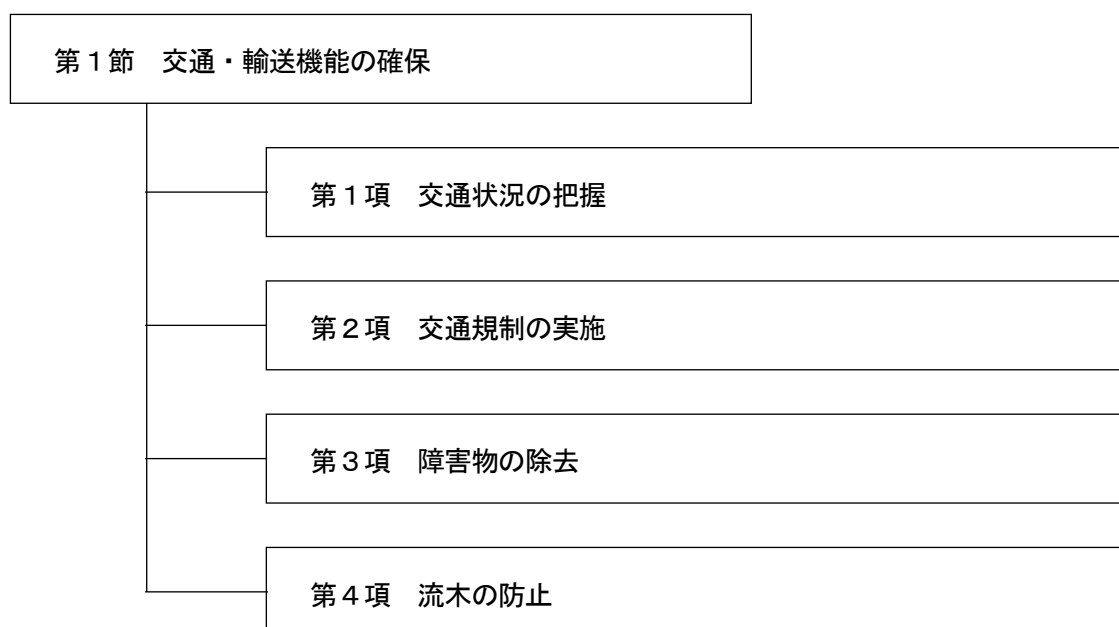 第１節　交通・輸送機能の確保
第１項　交通状況の把握
第２項　交通規制の実施
第３項　障害物の除去
第４項　流木の防止